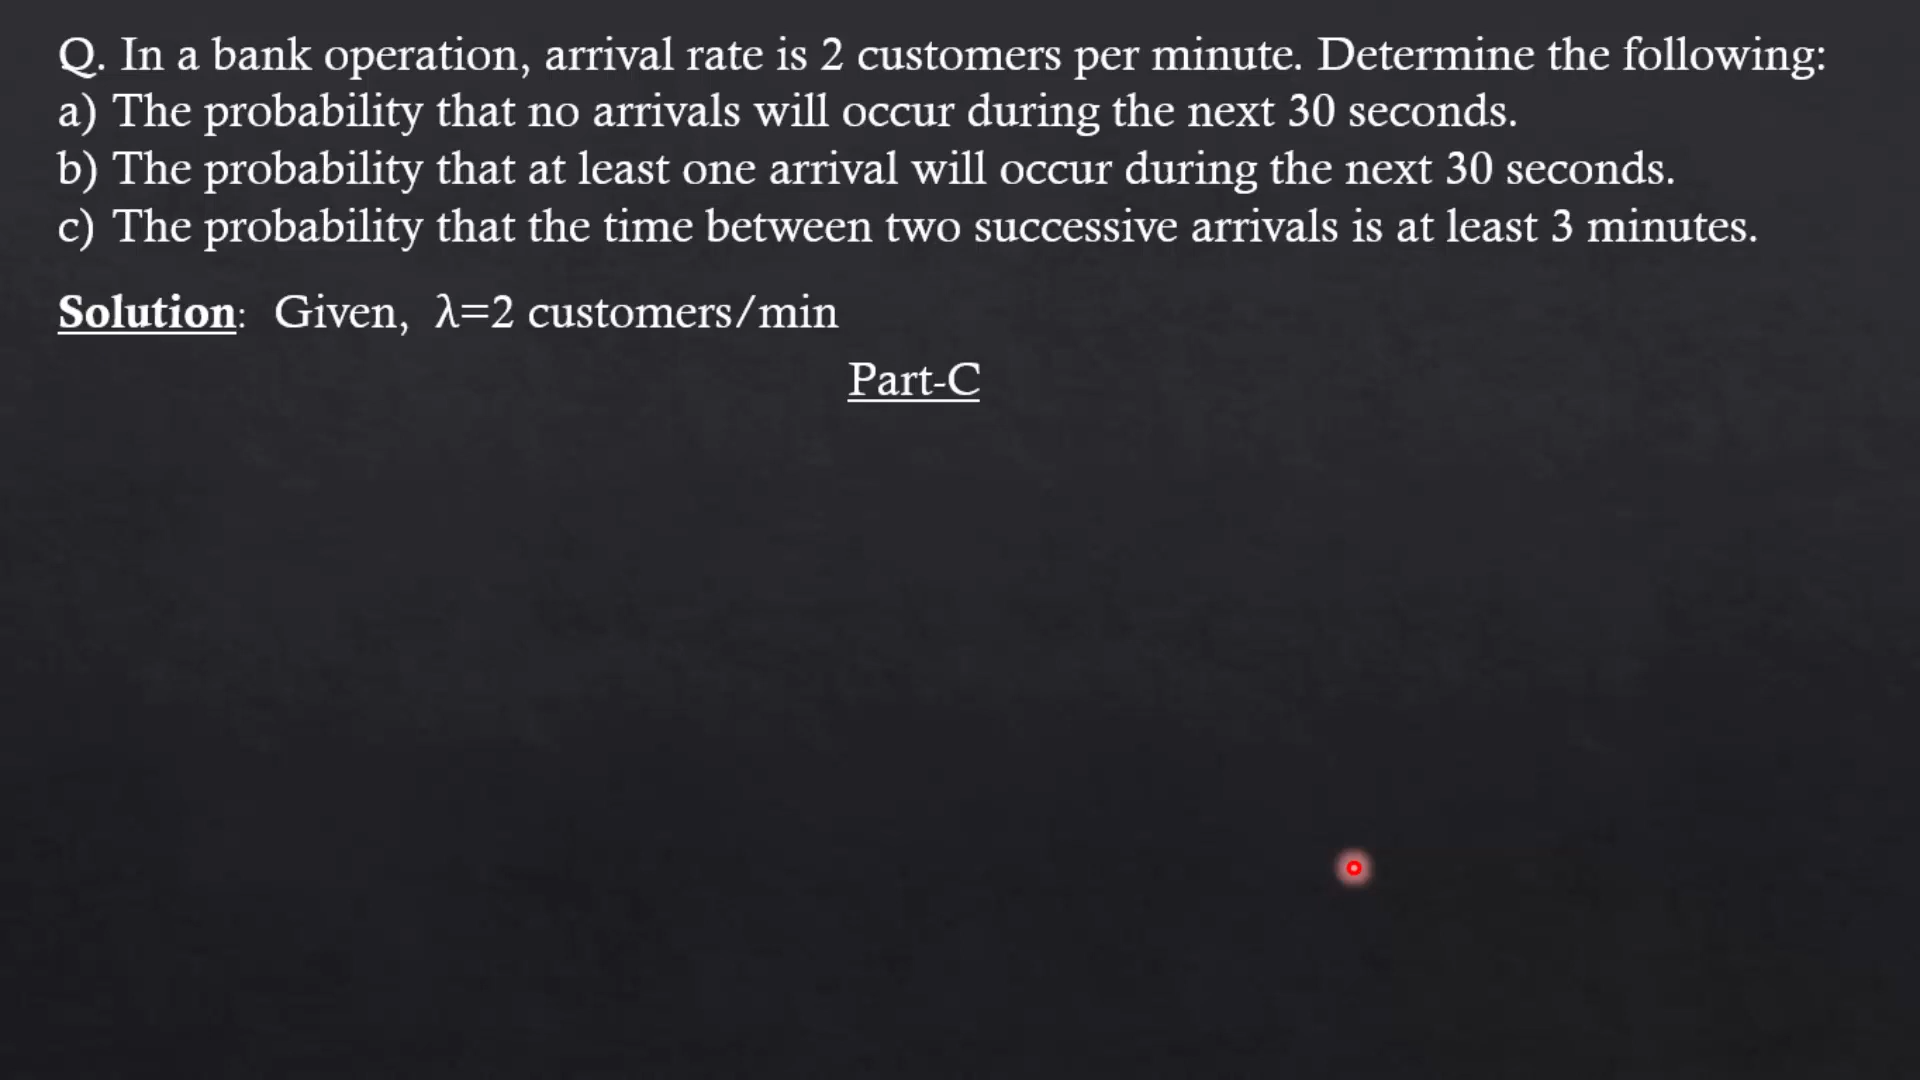 Q. In a bank operation, arrival rate is 2 customers per minute. Determine the following:
a) The probability that no arrivals will occur during the next 30 seconds.
b) The probability that at least one arrival will occur during the next 30 seconds.
c) The probability that the time between two successive arrivals is at least 3 minutes.
Solution: Given, λ=2 customers/min
Part-C